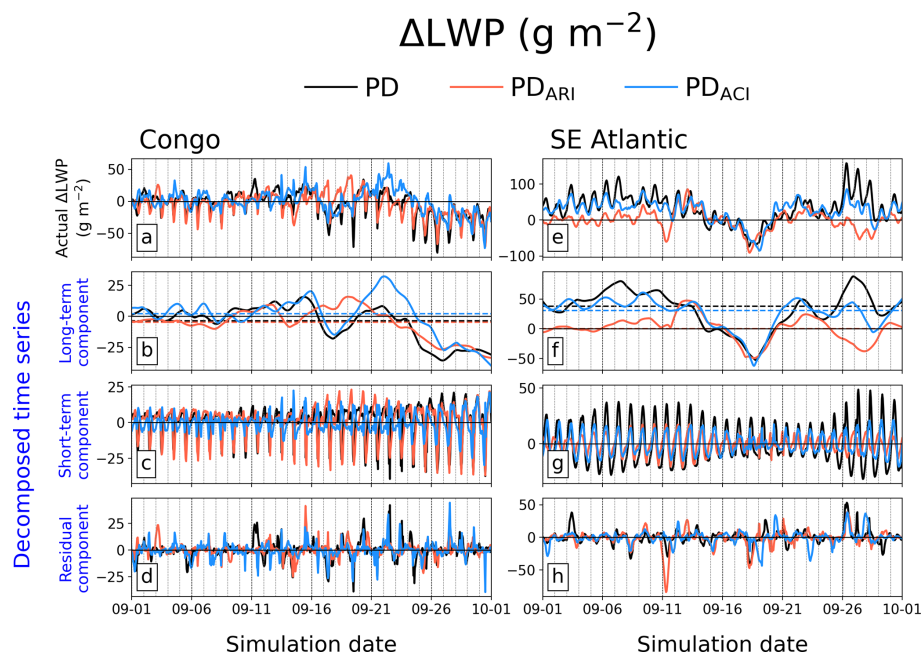 ΔLWP (g m⁻²)
PD PD_ARI PD_ACI
Congo SE Atlantic
Decomposed time series
Actual ΔLWP
(g m⁻²)
50
0
−50
a
100
0
−100
e
Long-term
component
25
0
−25
b
50
0
−50
f
Short-term
component
25
0
−25
c
50
0
g
Residual
component
25
0
−25
d
50
0
−50
h
09-01 09-06 09-11 09-16 09-21 09-26 10-01
09-01 09-06 09-11 09-16 09-21 09-26 10-01
Simulation date Simulation date